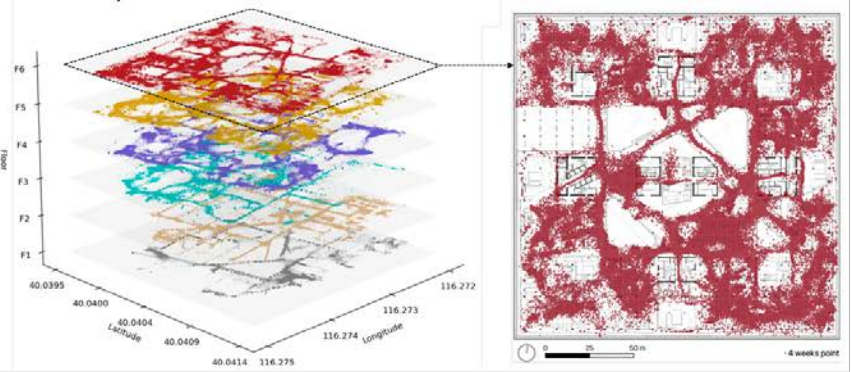 F6
F5
F4
F3
F2
F1
Floor
40.0395
40.0400
40.0404
40.0409
40.0414
Latitude
116.275
116.274
116.273
116.272
Longitude
0 25 50 m
· 4 weeks point